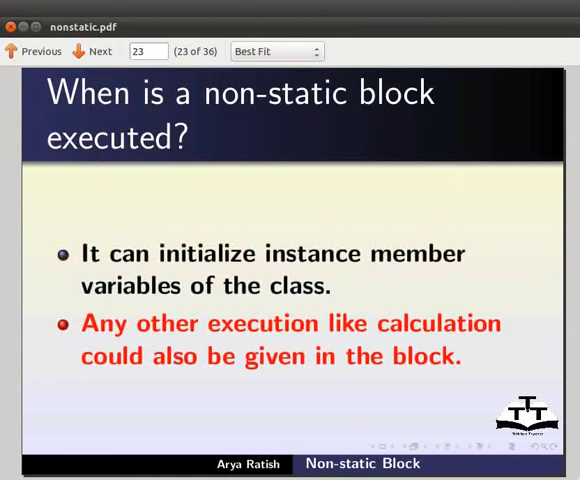 nonstatic.pdf
Previous Next 23 (23 of 36) Best Fit
When is a non-static block
executed?
It can initialize instance member
variables of the class.
Any other execution like calculation
could also be given in the block.
Arya Ratish Non-static Block